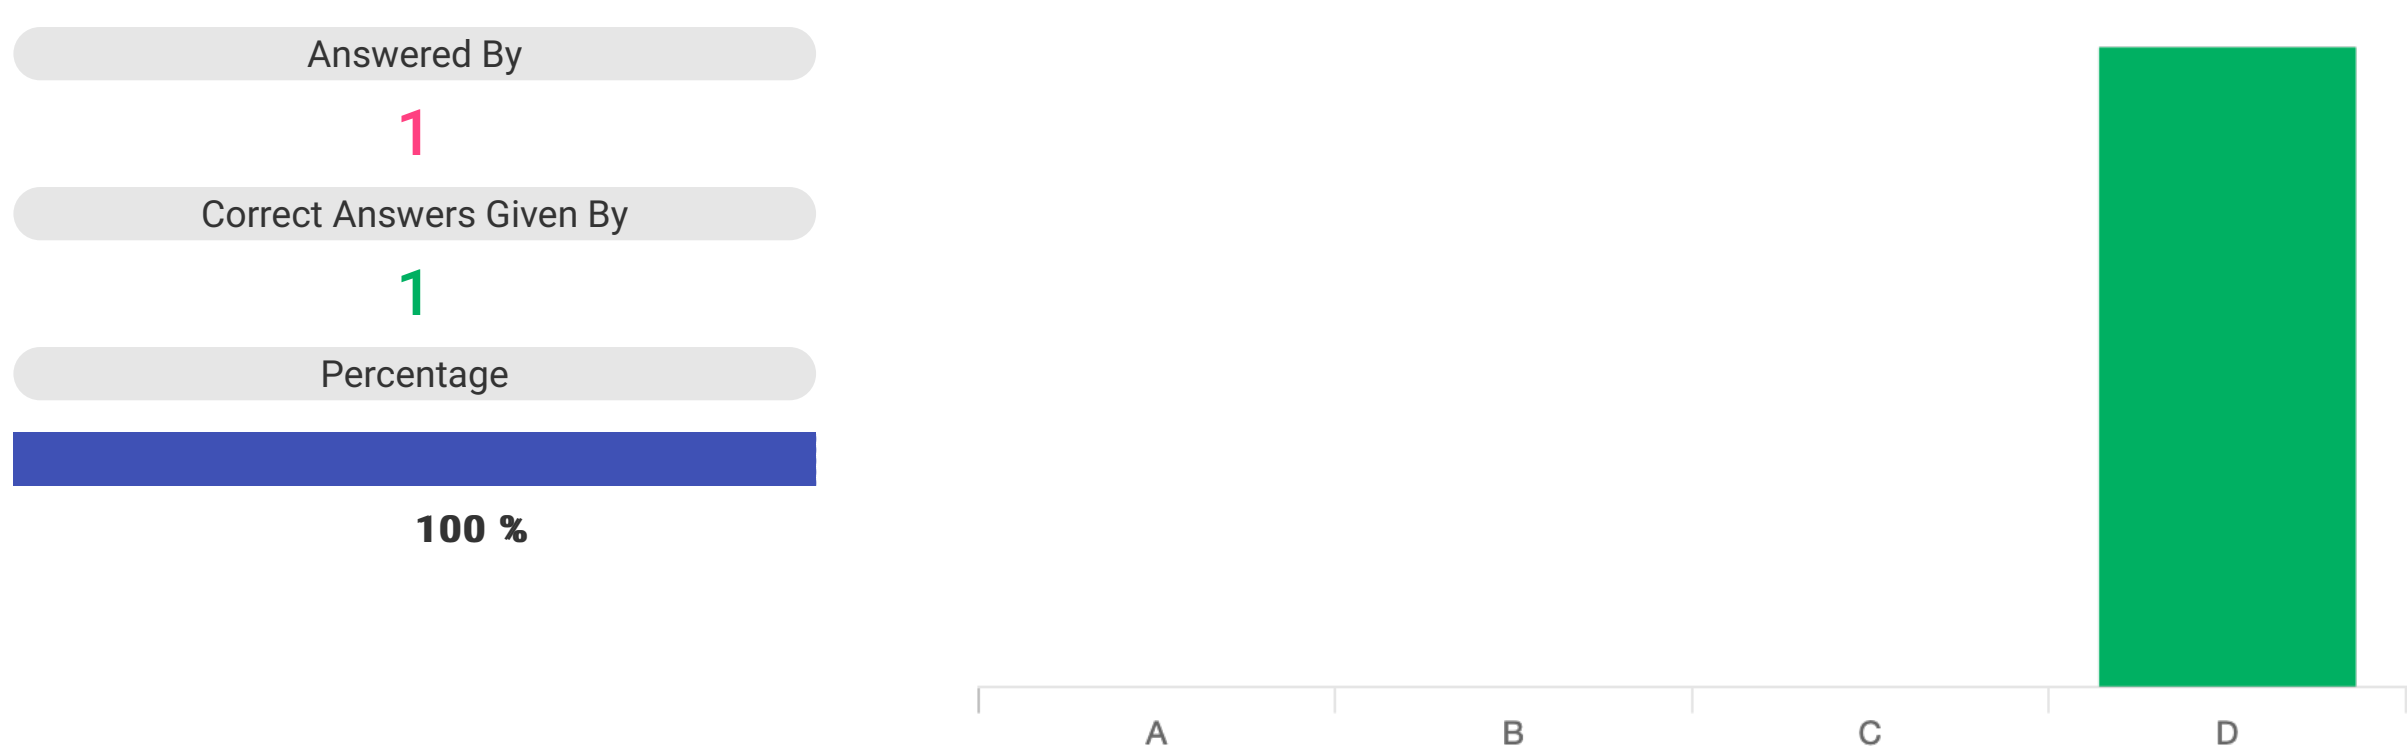 Answered By
1
Correct Answers Given By
1
Percentage
100 %
A B C D